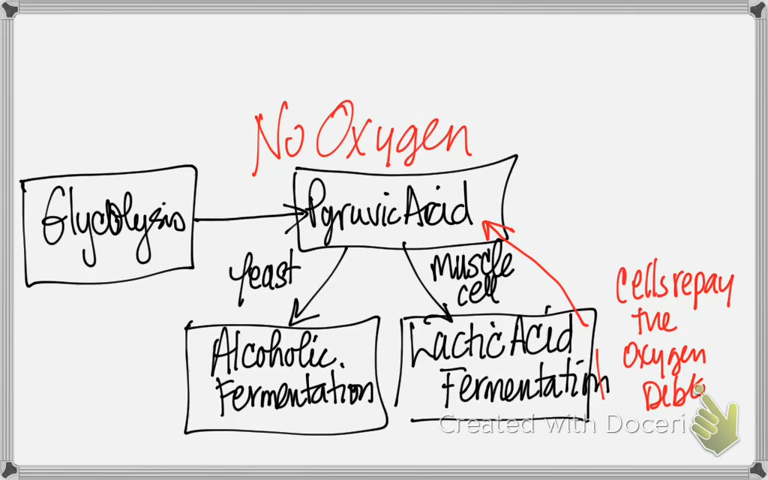 No Oxygen
Glycolysis
Pyruvic Acid
yeast
muscle
cell
Alcoholic
Fermentation
Lactic Acid
Fermentation
Cells repay
the
Oxygen
Debt
Created with Doceri